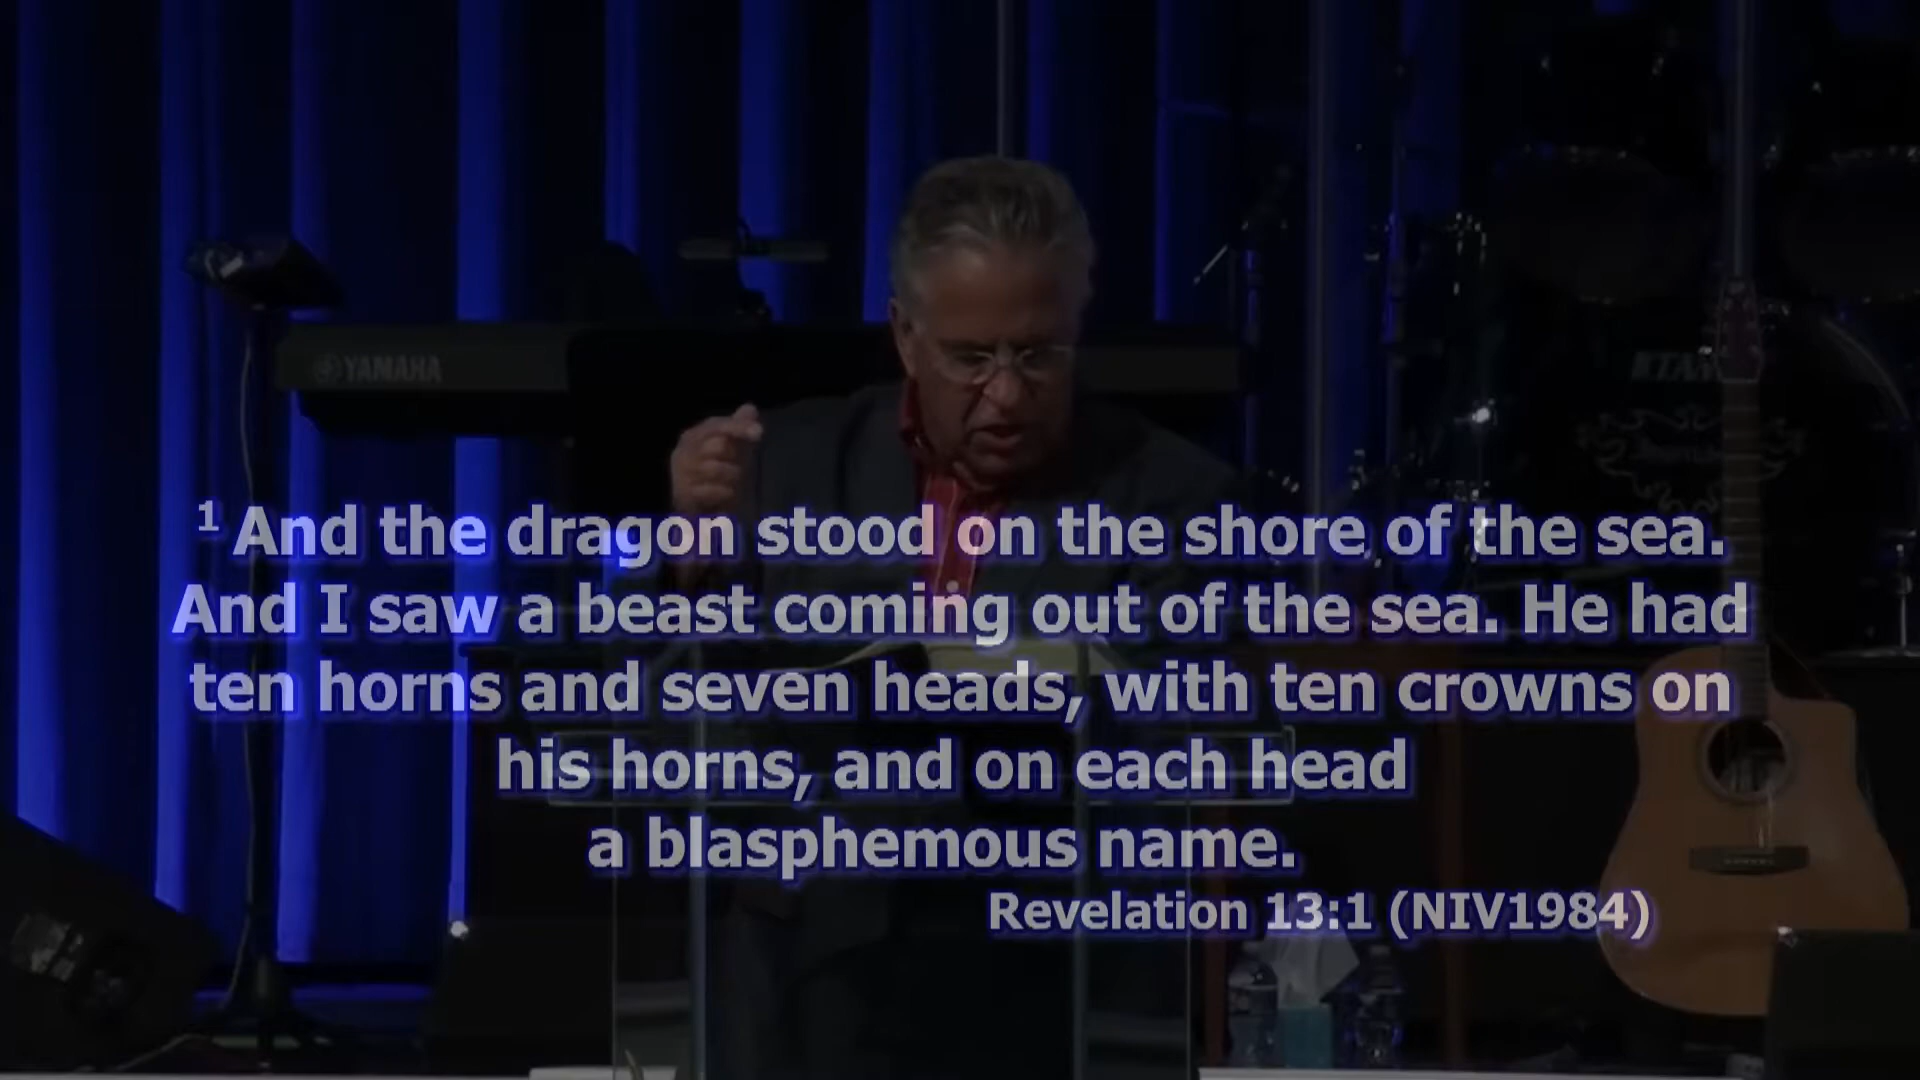 YAMAHA
TAMA
1 And the dragon stood on the shore of the sea.
And I saw a beast coming out of the sea. He had
ten horns and seven heads, with ten crowns on
his horns, and on each head
a blasphemous name.
Revelation 13:1 (NIV1984)